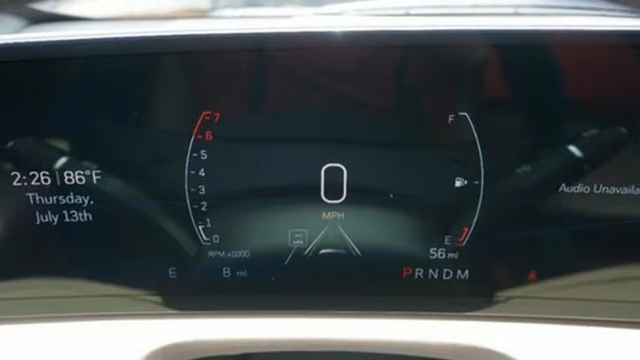 2:26 | 86°F
Thursday,
July 13th
7
6
5
4
3
2
1
0
RPM x1000
0
MPH
F
E
56 mi
Audio Unavaila
E
8 mi
PRNDM